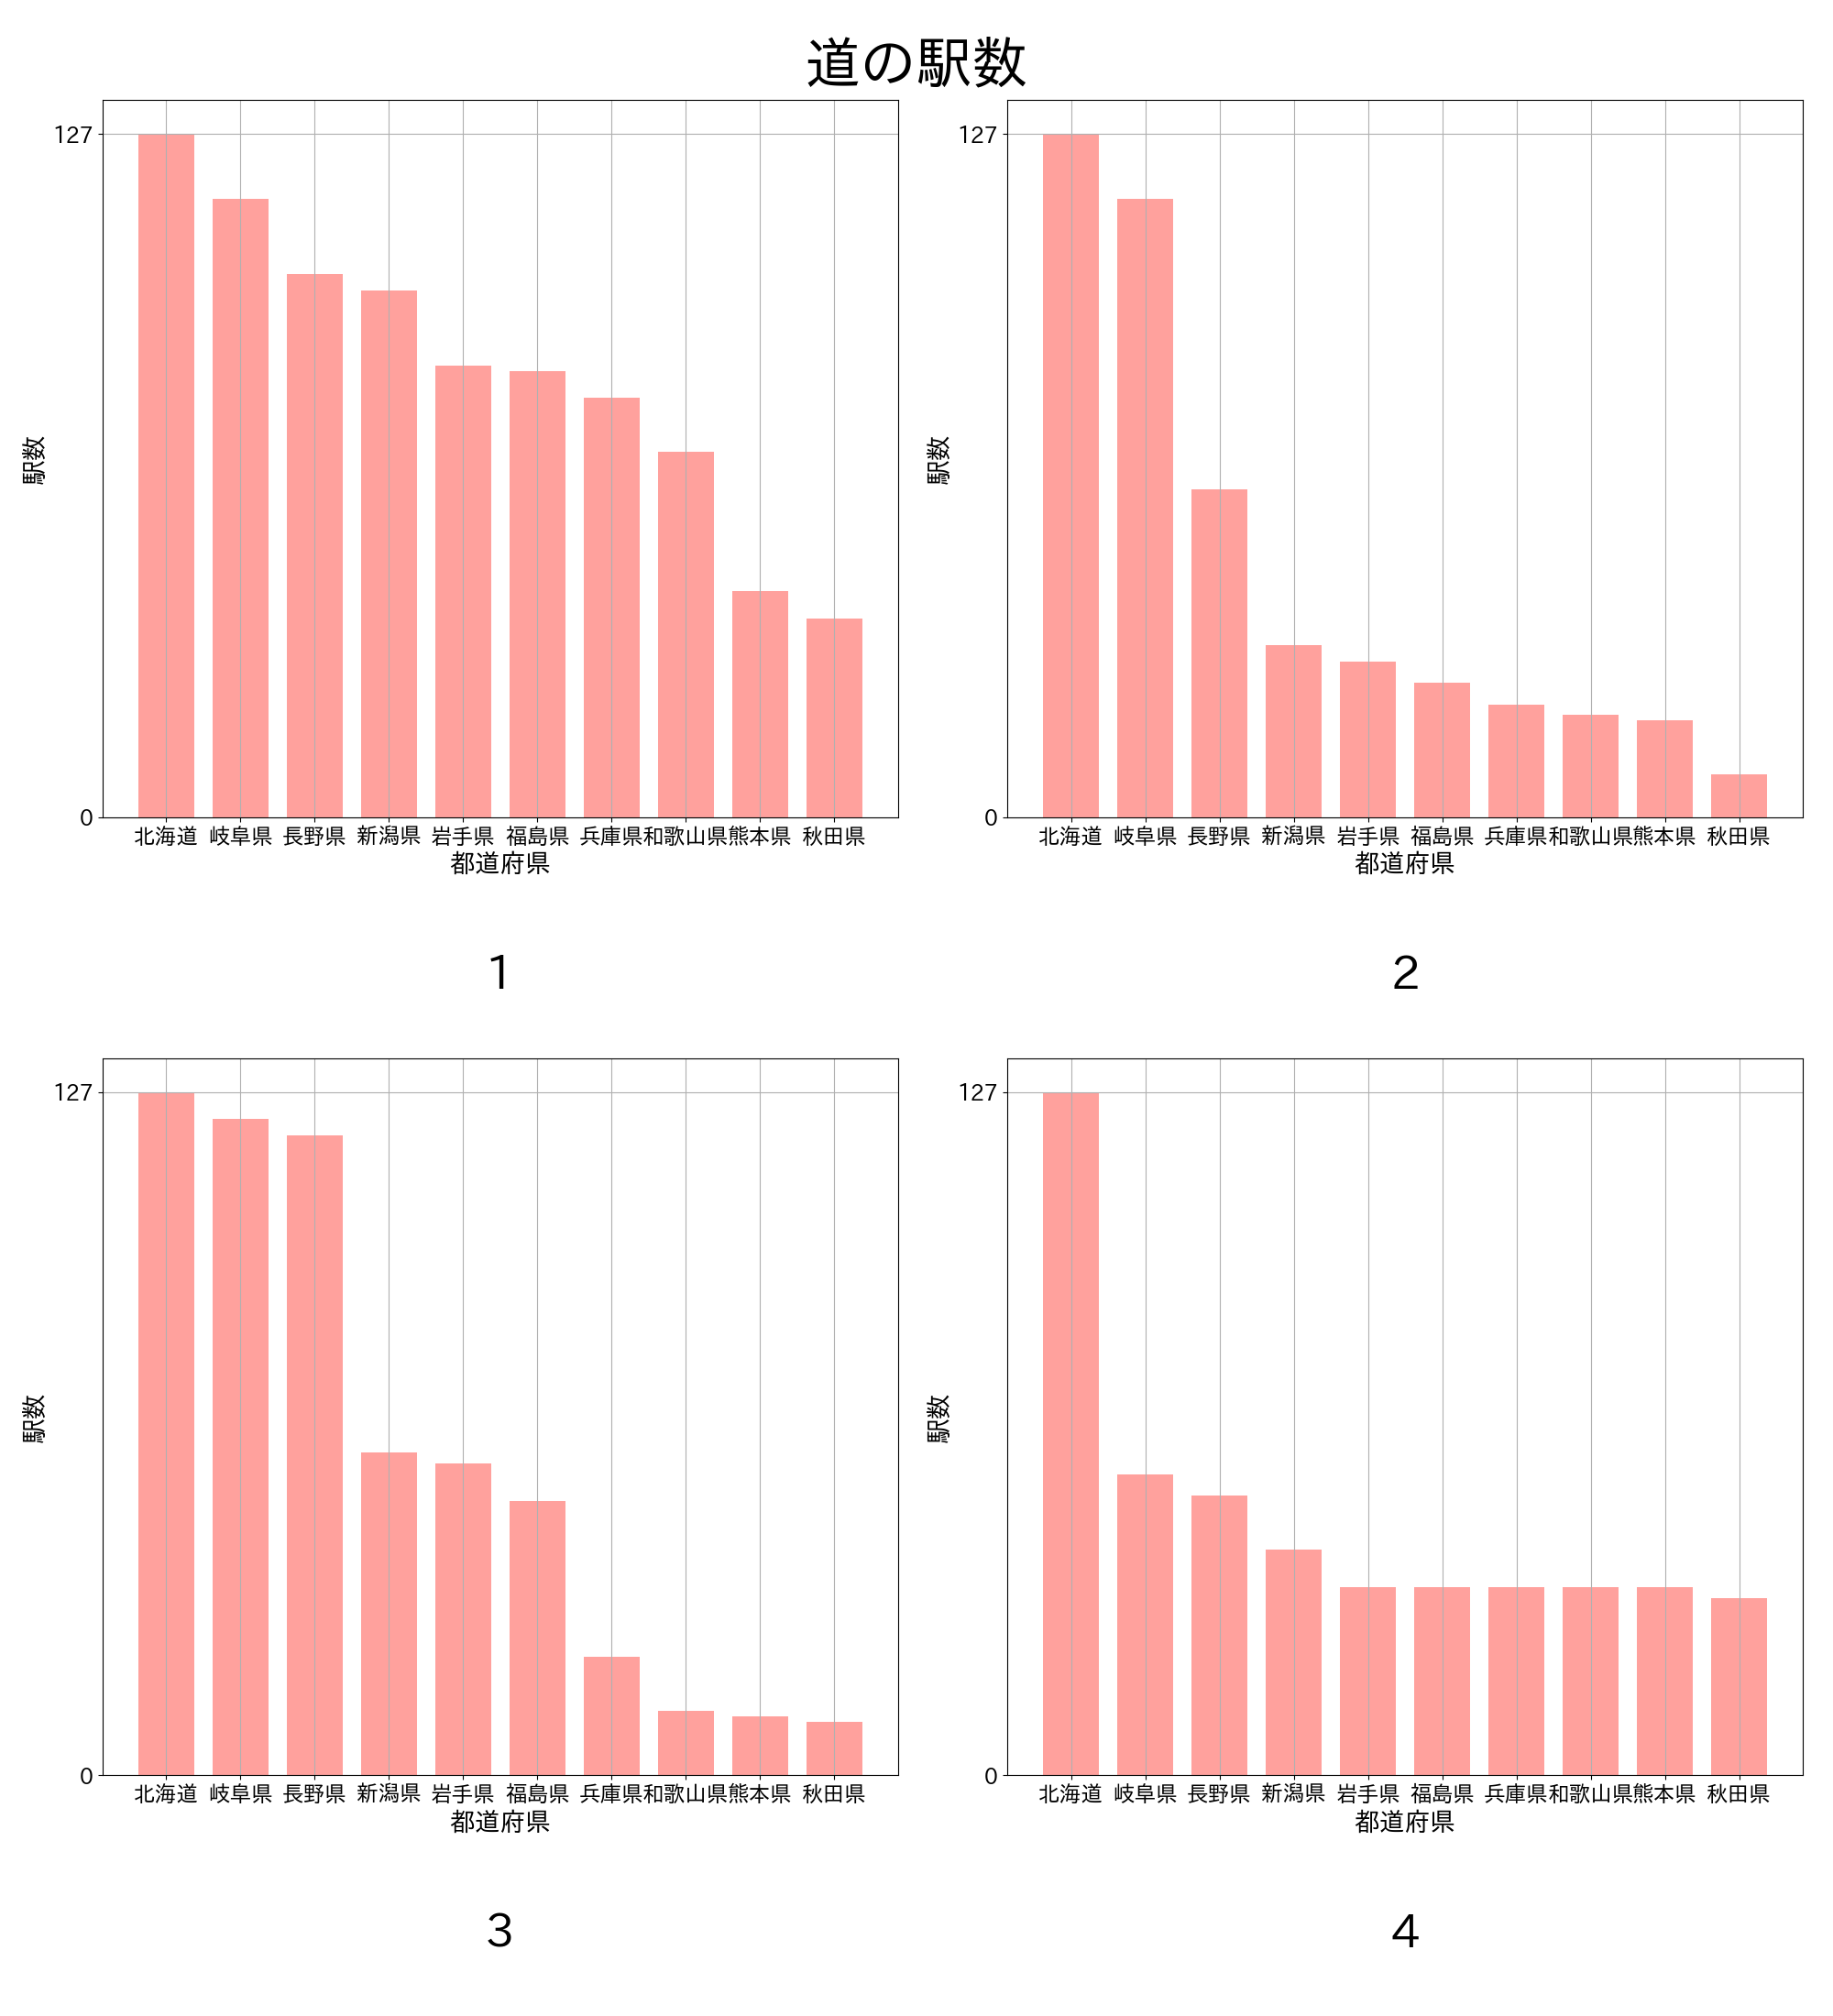 道の駅数
127
0
駅数
北海道 岐阜県 長野県 新潟県 岩手県 福島県 兵庫県 和歌山県 熊本県 秋田県
都道府県
1
127
0
駅数
北海道 岐阜県 長野県 新潟県 岩手県 福島県 兵庫県 和歌山県 熊本県 秋田県
都道府県
2
127
0
駅数
北海道 岐阜県 長野県 新潟県 岩手県 福島県 兵庫県 和歌山県 熊本県 秋田県
都道府県
3
127
0
駅数
北海道 岐阜県 長野県 新潟県 岩手県 福島県 兵庫県 和歌山県 熊本県 秋田県
都道府県
4